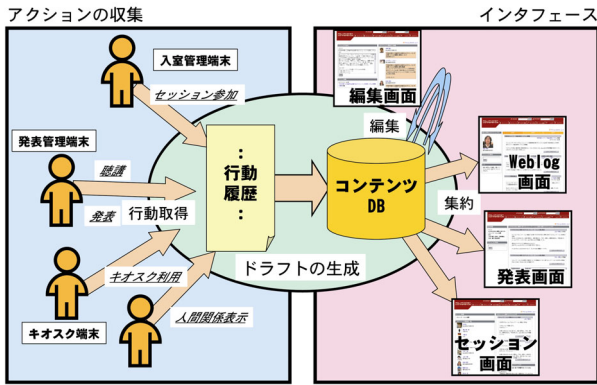 アクションの収集
インタフェース
入室管理端末
セッション参加
編集画面
発表管理端末
聴講
発表
行動取得
:
行動
履歴
:
編集
コンテンツ
DB
集約
Weblog
画面
発表画面
ドラフトの生成
キオスク利用
キオスク端末
人間関係表示
セッション
画面